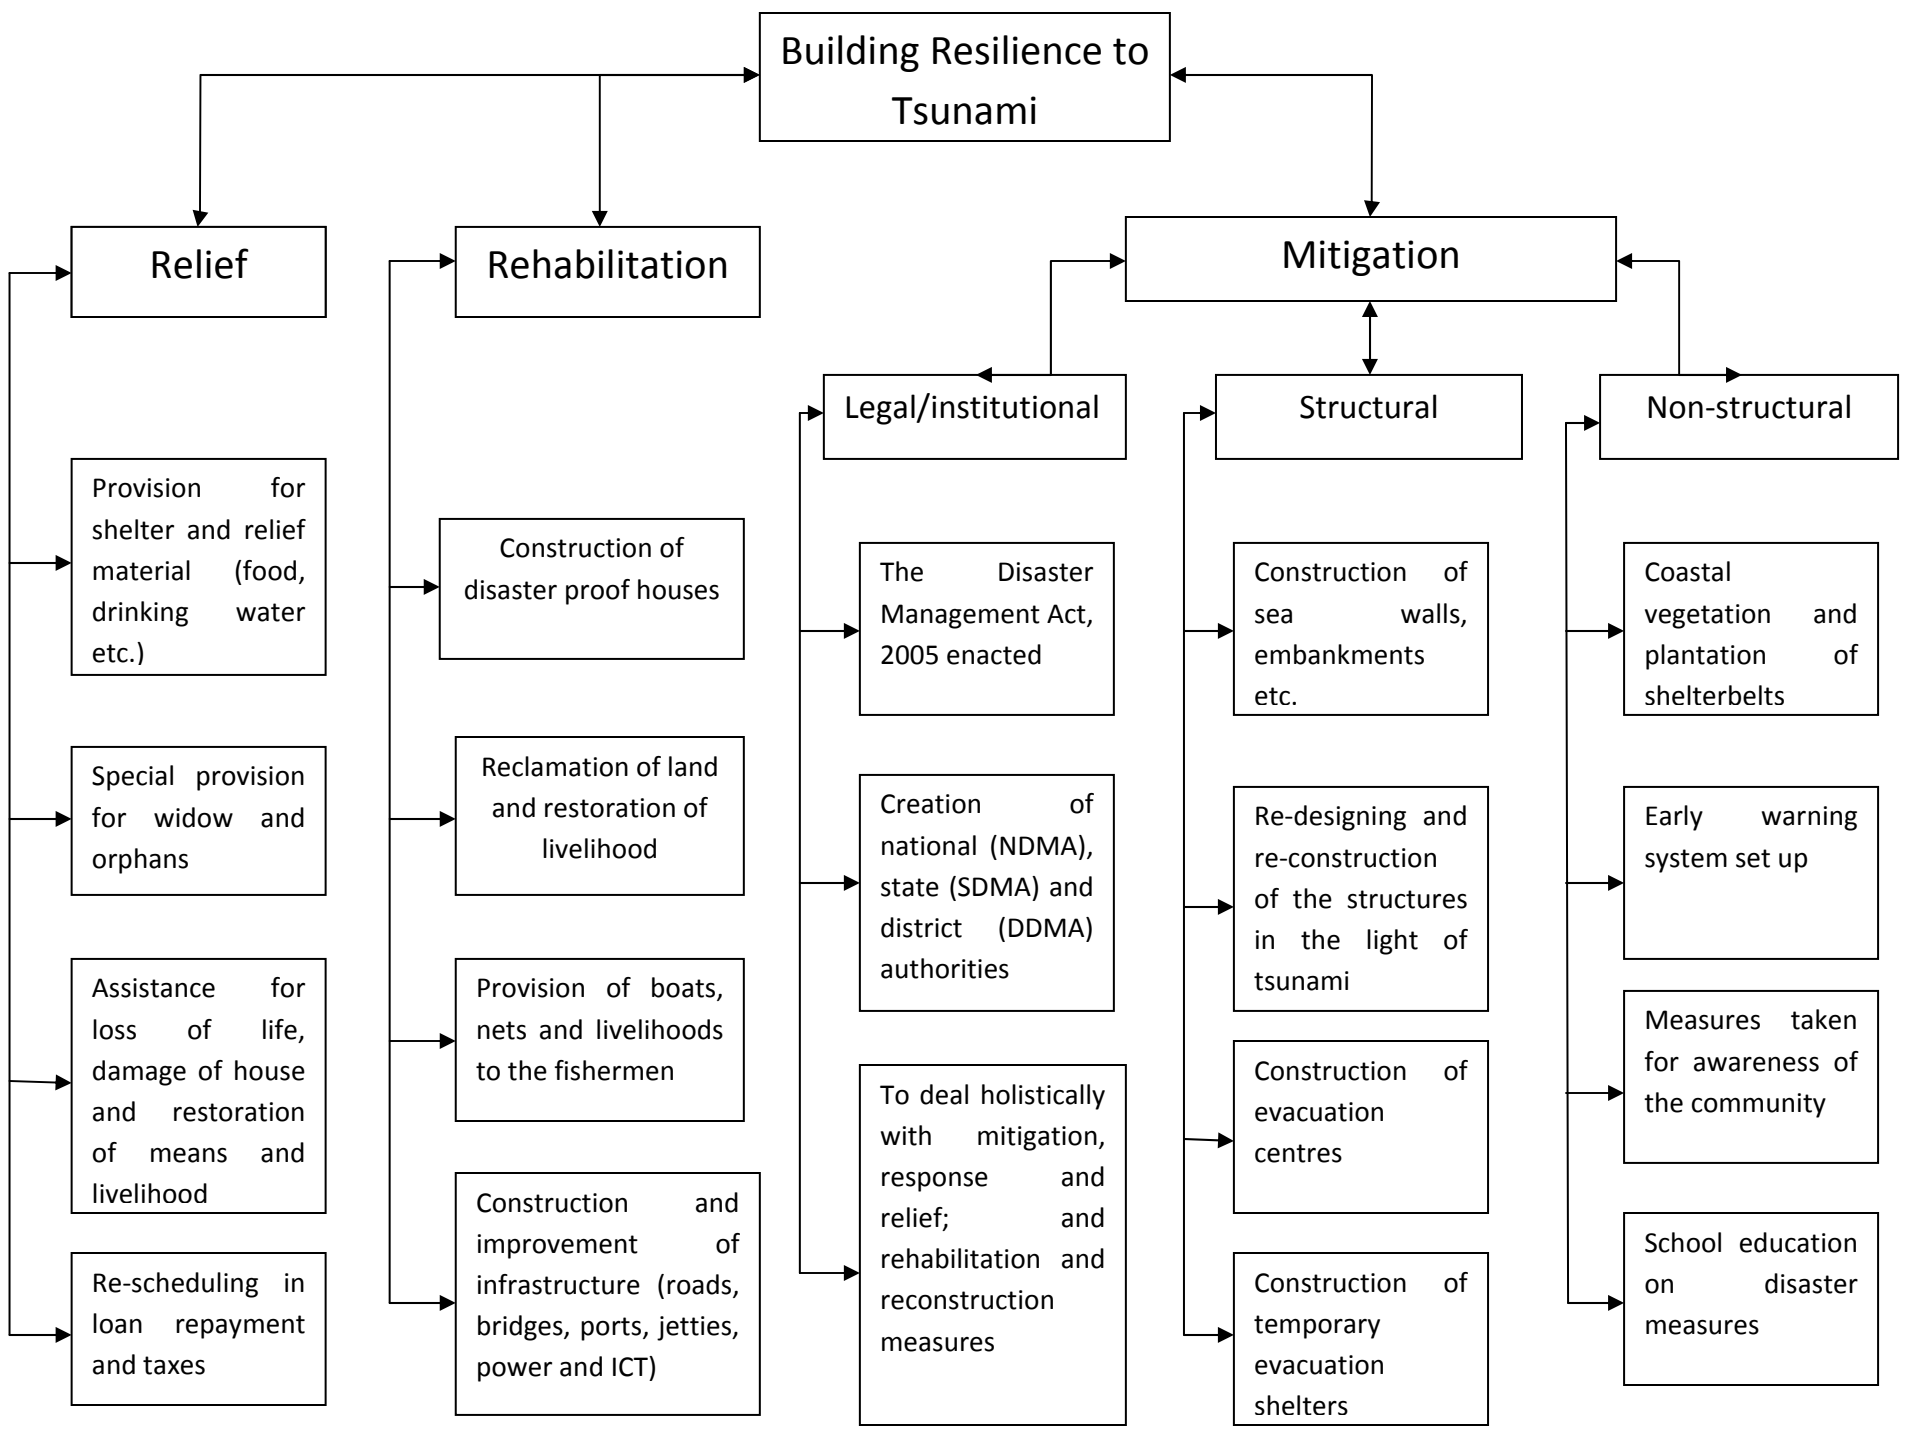 Building Resilience to
Tsunami
Relief
Rehabilitation
Mitigation
Legal/institutional
Structural
Non-structural
Provision for
shelter and relief
material (food,
drinking water
etc.)
Special provision
for widow and
orphans
Assistance for
loss of life,
damage of house
and restoration
of means and
livelihood
Re-scheduling in
loan repayment
and taxes
Construction of
disaster proof houses
Reclamation of land
and restoration of
livelihood
Provision of boats,
nets and livelihoods
to the fishermen
Construction and
improvement of
infrastructure (roads,
bridges, ports, jetties,
power and ICT)
The Disaster
Management Act,
2005 enacted
Creation of
national (NDMA),
state (SDMA) and
district (DDMA)
authorities
To deal holistically
with mitigation,
response and
relief; and
rehabilitation and
reconstruction
measures
Construction of
sea walls,
embankments
etc.
Re-designing and
re-construction
of the structures
in the light of
tsunami
Construction of
evacuation
centres
Construction of
temporary
evacuation
shelters
Coastal
vegetation and
plantation of
shelterbelts
Early warning
system set up
Measures taken
for awareness of
the community
School education
on disaster
measures